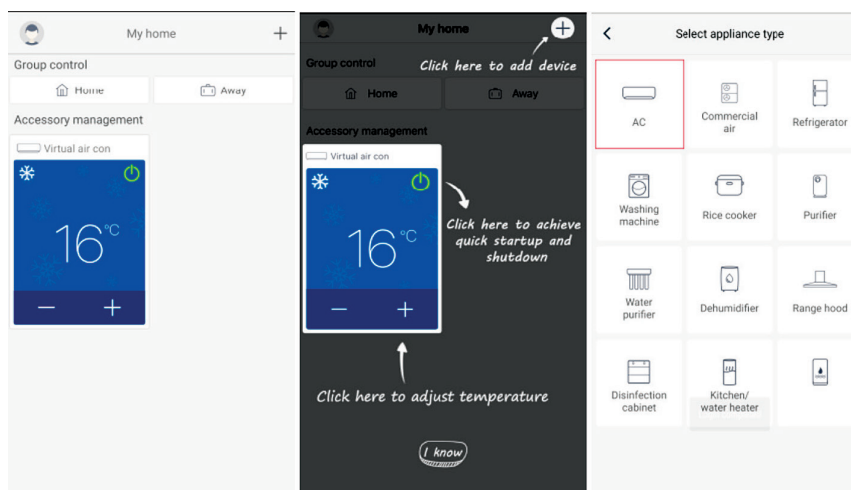 My home
Group control
Home
Away
Accessory management
Virtual air con
16°C
My home
Click here to add device
Group control
Home
Away
Accessory management
Virtual air con
16°C
Click here to achieve
quick startup and
shutdown
Click here to adjust temperature
I know
Select appliance type
AC
Commercial
air
Refrigerator
Washing
machine
Rice cooker
Purifier
Water
purifier
Dehumidifier
Range hood
Disinfection
cabinet
Kitchen/
water heater